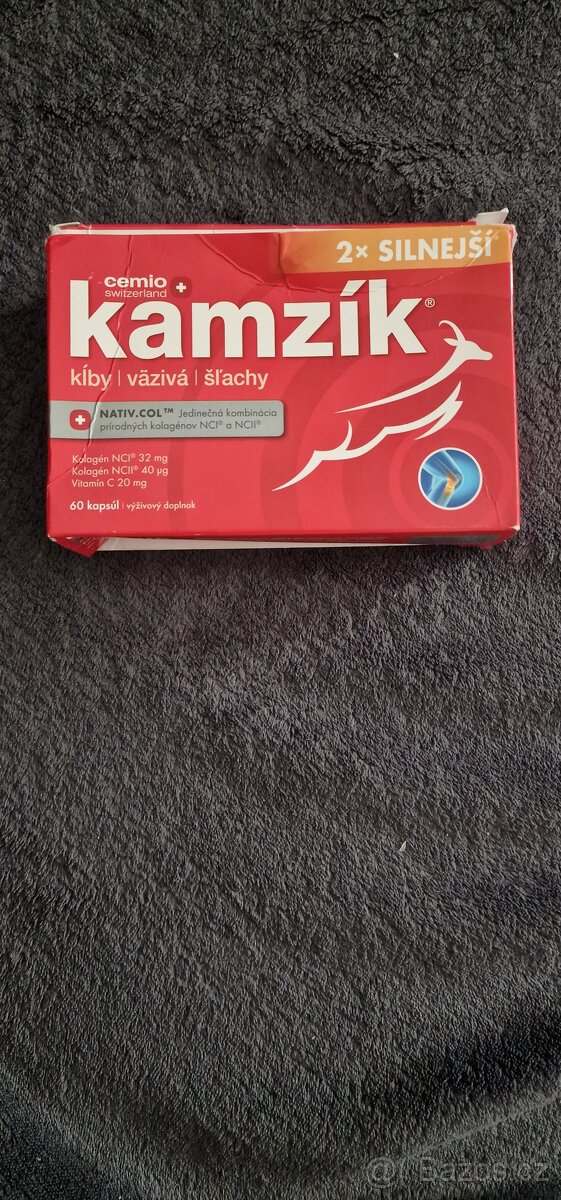 2× SILNEJŠÍ
cemio
switzerland
kamzík®
kĺby | väzivá | šľachy
NATIV.COL™ Jedinečná kombinácia
prírodných kolagénov NCI® a NCII®
Kolagén NCI® 32 mg
Kolagén NCII® 40 µg
Vitamín C 20 mg
60 kapsúl | výživový doplnok
Bazos.cz